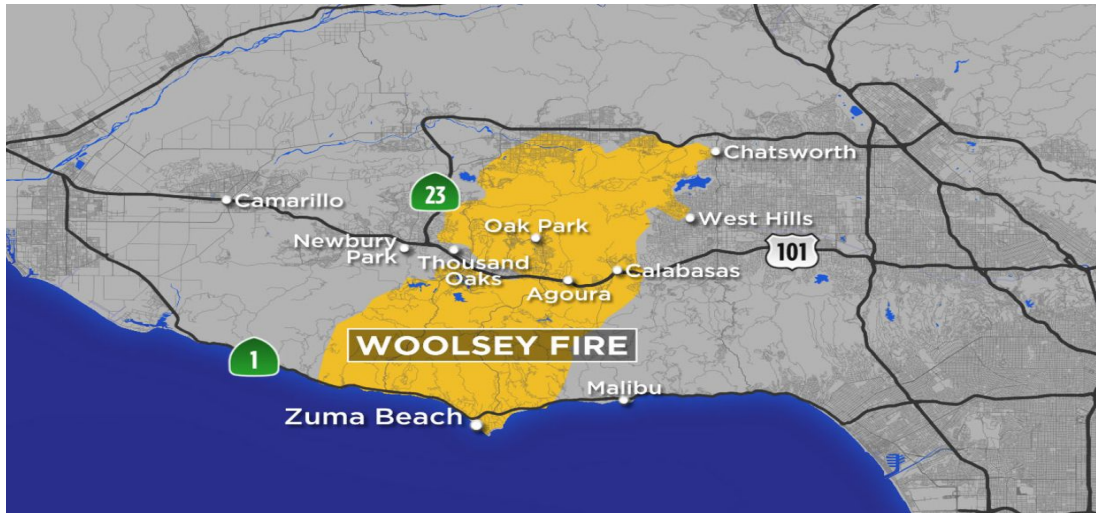 Chatsworth
Camarillo
23
West Hills
Oak Park
Newbury
Park
Thousand
Oaks
101
Calabasas
Agoura
WOOLSEY FIRE
1
Malibu
Zuma Beach